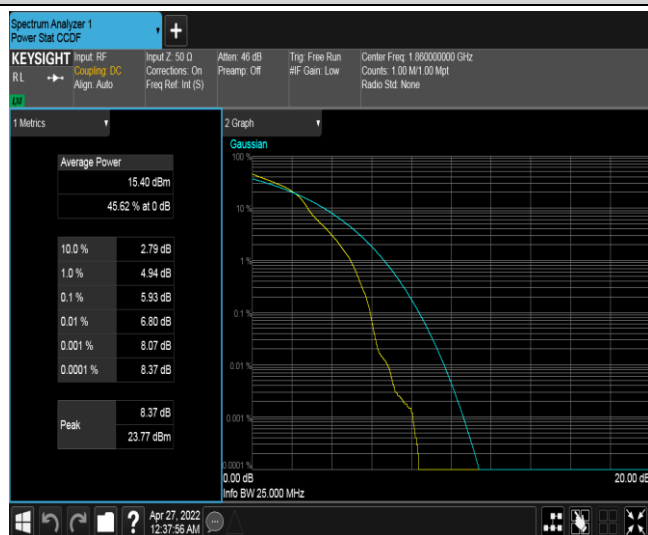 Spectrum Analyzer 1
Power Stat CCDF
KEYSIGHT
RL
LXI
Input: RF
Coupling: DC
Align: Auto
Input Z: 50 Ω
Corrections: On
Freq Ref: Int (S)
Atten: 46 dB
Preamp: Off
Trig: Free Run
#IF Gain: Low
Center Freq: 1.860000000 GHz
Counts: 1.00 M/1.00 Mpt
Radio Std: None
1 Metrics
Average Power
15.40 dBm
45.62 % at 0 dB
10.0 % 2.79 dB
1.0 % 4.94 dB
0.1 % 5.93 dB
0.01 % 6.80 dB
0.001 % 8.07 dB
0.0001 % 8.37 dB
Peak
8.37 dB
23.77 dBm
2 Graph
Gaussian
100 %
10 %
1 %
0.1 %
0.01 %
0.001 %
0.0001 %
0.00 dB
20.00 dB
Info BW 25.000 MHz
?
Apr 27, 2022
12:37:56 AM